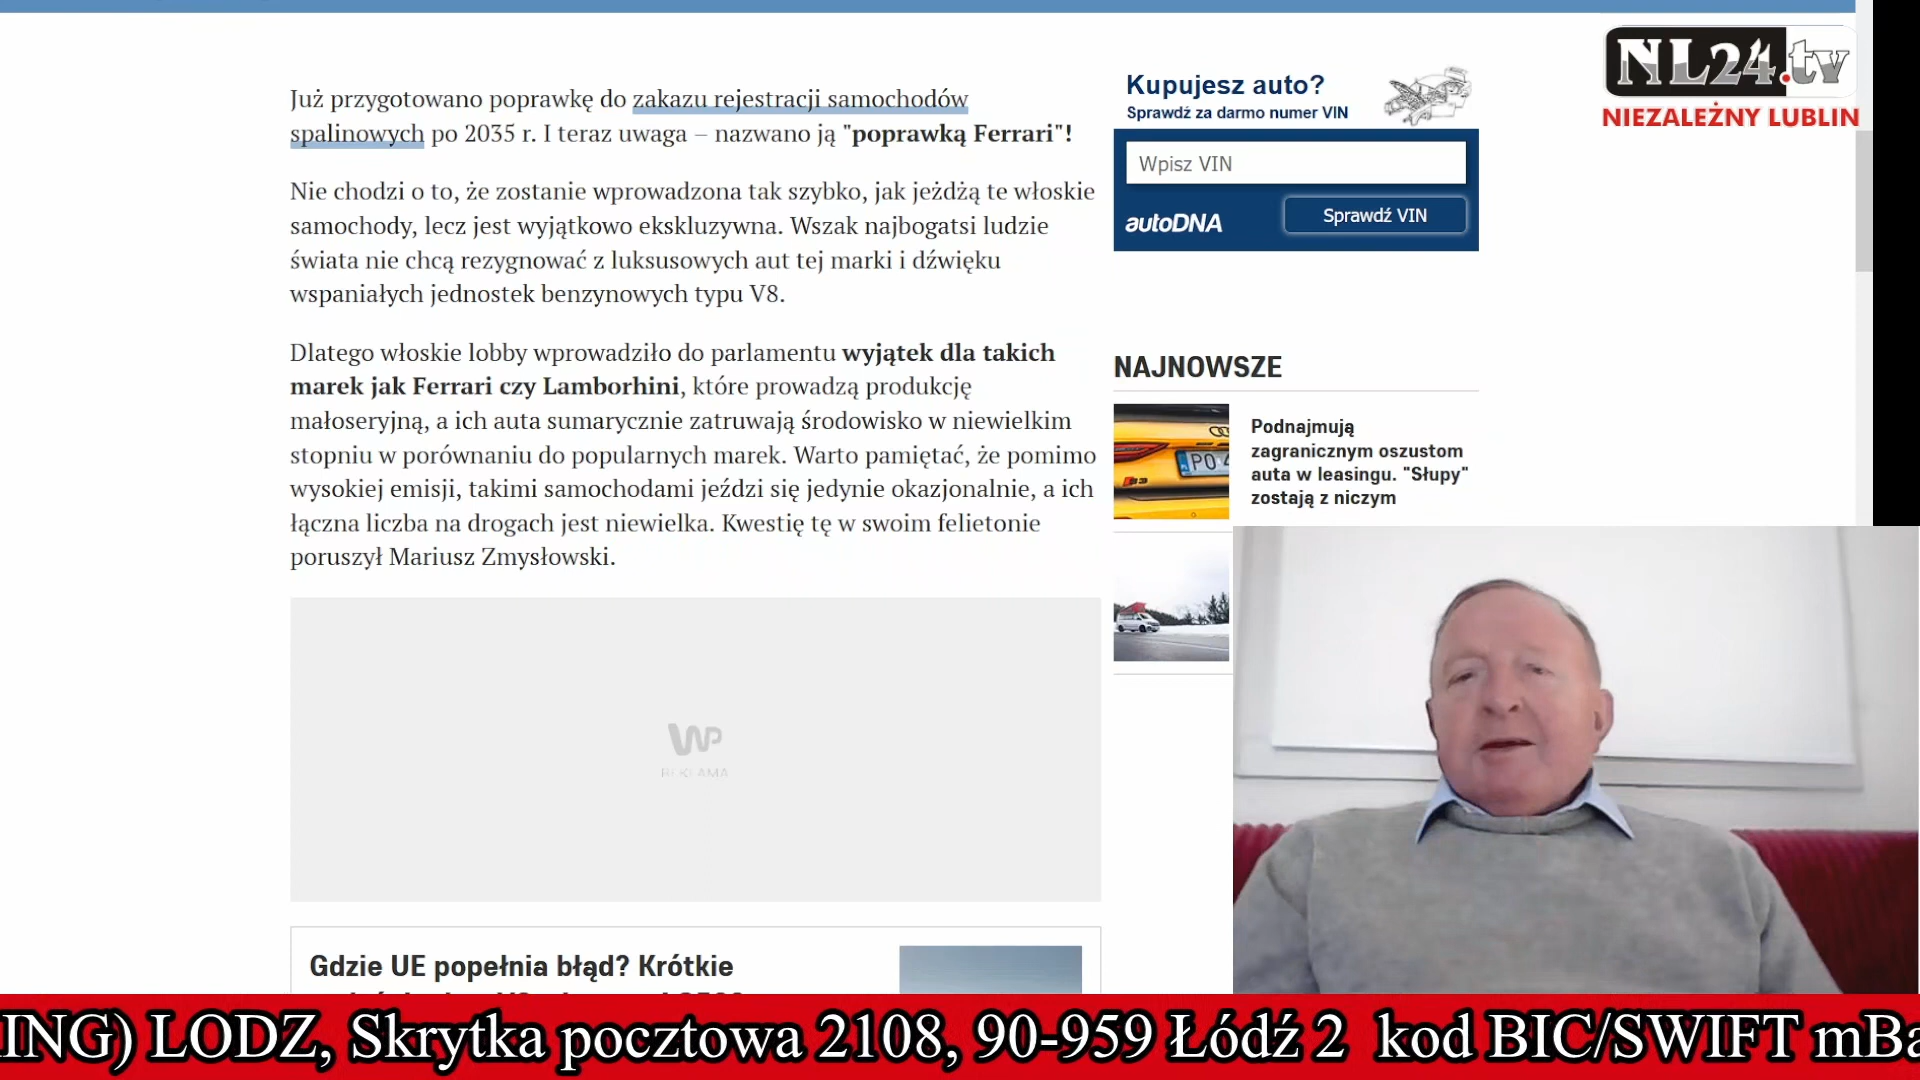 NL24.tv
NIEZALEŻNY LUBLIN
Już przygotowano poprawkę do zakazu rejestracji samochodów
spalinowych po 2035 r. I teraz uwaga – nazwano ją "poprawką Ferrari"!
Nie chodzi o to, że zostanie wprowadzona tak szybko, jak jeżdżą te włoskie
samochody, lecz jest wyjątkowo ekskluzywna. Wszak najbogatsi ludzie
świata nie chcą rezygnować z luksusowych aut tej marki i dźwięku
wspaniałych jednostek benzynowych typu V8.
Dlatego włoskie lobby wprowadziło do parlamentu wyjątek dla takich
marek jak Ferrari czy Lamborhini, które prowadzą produkcję
małoseryjną, a ich auta sumarycznie zatruwają środowisko w niewielkim
stopniu w porównaniu do popularnych marek. Warto pamiętać, że pomimo
wysokiej emisji, takimi samochodami jeździ się jedynie okazjonalnie, a ich
łączna liczba na drogach jest niewielka. Kwestię tę w swoim felietonie
poruszył Mariusz Zmysłowski.
WP
REKLAMA
Gdzie UE popełnia błąd? Krótkie
Kupujesz auto?
Sprawdź za darmo numer VIN
Wpisz VIN
autoDNA
Sprawdź VIN
NAJNOWSZE
PO 4
Podnajmują
zagranicznym oszustom
auta w leasingu. "Słupy"
zostają z niczym
ING) LODZ, Skrytka pocztowa 2108, 90-959 Łódź 2 kod BIC/SWIFT mBa